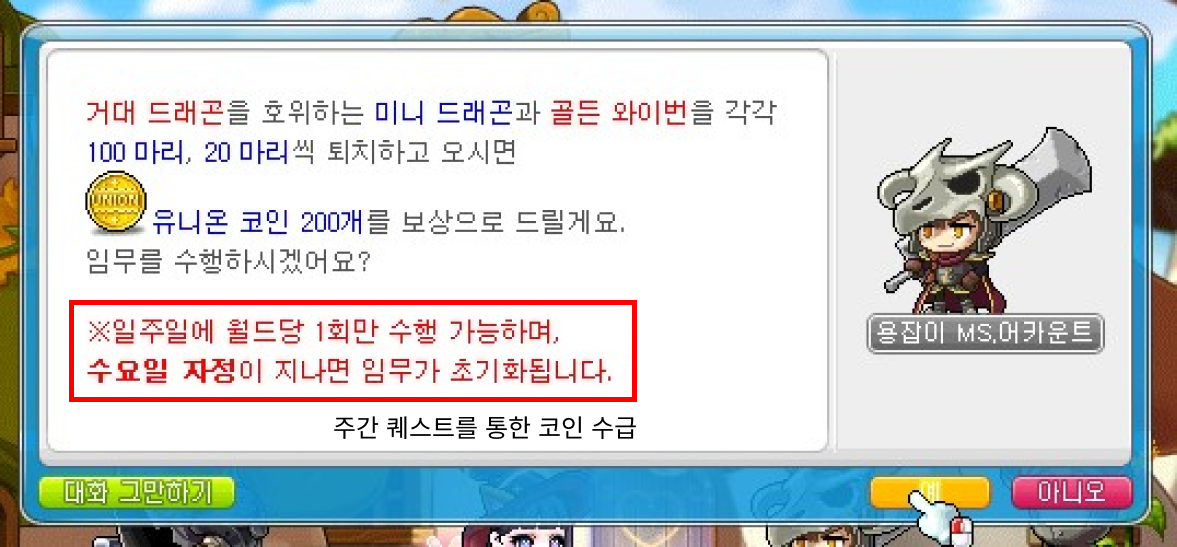 거대 드래곤을 호위하는 미니 드래곤과 골든 와이번을 각각
100 마리, 20 마리씩 퇴치하고 오시면
UNION
유니온 코인 200개를 보상으로 드릴게요.
임무를 수행하시겠어요?
※일주일에 월드당 1회만 수행 가능하며,
수요일 자정이 지나면 임무가 초기화됩니다.
주간 퀘스트를 통한 코인 수급
용잡이 MS.어카운트
대화 그만하기
예
아니오